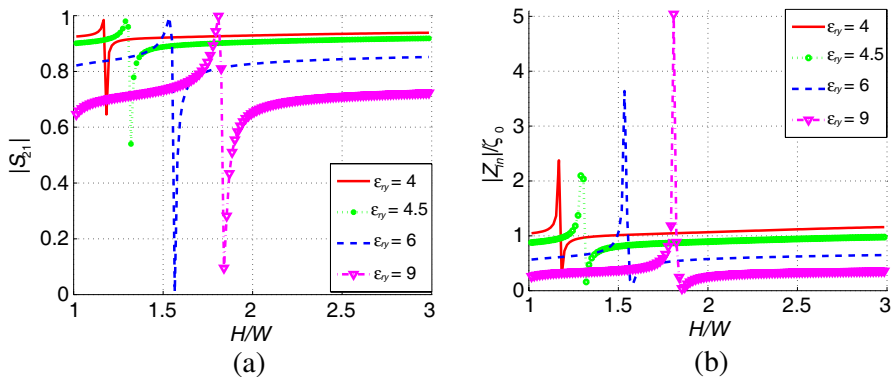 1
0.8
0.6
0.4
0.2
0
|S21|
1 1.5 2 2.5 3
H/W
εry = 4
εry = 4.5
εry = 6
εry = 9
(a)
5
4
3
2
1
0
|Zin|/ζ0
1 1.5 2 2.5 3
H/W
εry = 4
εry = 4.5
εry = 6
εry = 9
(b)